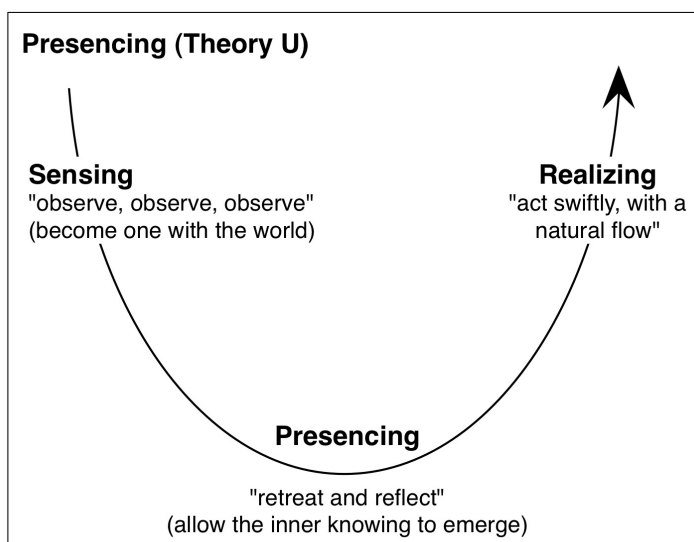 Presencing (Theory U)
Sensing
"observe, observe, observe"
(become one with the world)
Realizing
"act swiftly, with a
natural flow"
Presencing
"retreat and reflect"
(allow the inner knowing to emerge)